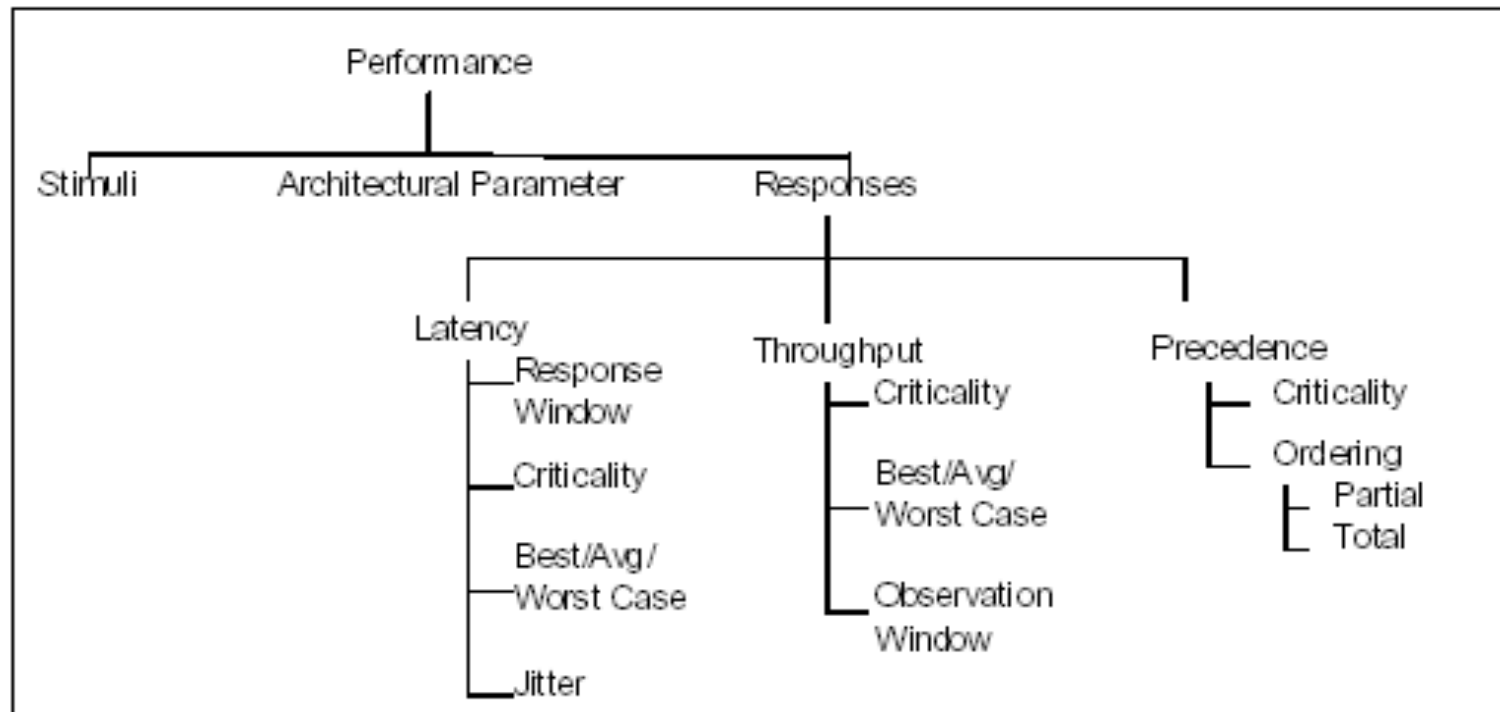 Performance
Stimuli
Architectural Parameter
Responses
Latency
Response
Window
Criticality
Best/Avg/
Worst Case
Jitter
Throughput
Criticality
Best/Avg/
Worst Case
Observation
Window
Precedence
Criticality
Ordering
Partial
Total